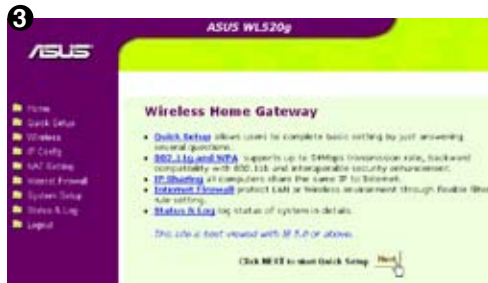 3
ASUS WL520g
ASUS
Home
Quick Setup
Wireless
IP Config
NAT Setting
Internet Firewall
System Setup
Status & Log
Logout
Wireless Home Gateway
Quick Setup allows users to complete basic setting by just answering
several questions.
802.11g and WPA supports up to 54Mbps transmission rate, backward
compatibility with 802.11b and interoperable security enhancement.
IP Sharing all computers share the same IP to Internet.
Internet Firewall protect LAN or Wireless environment through flexible filter
rule setting.
Status & Log log status of system in details.
This site is best viewed with IE 5.0 or above.
Click NEXT to start Quick Setup Next